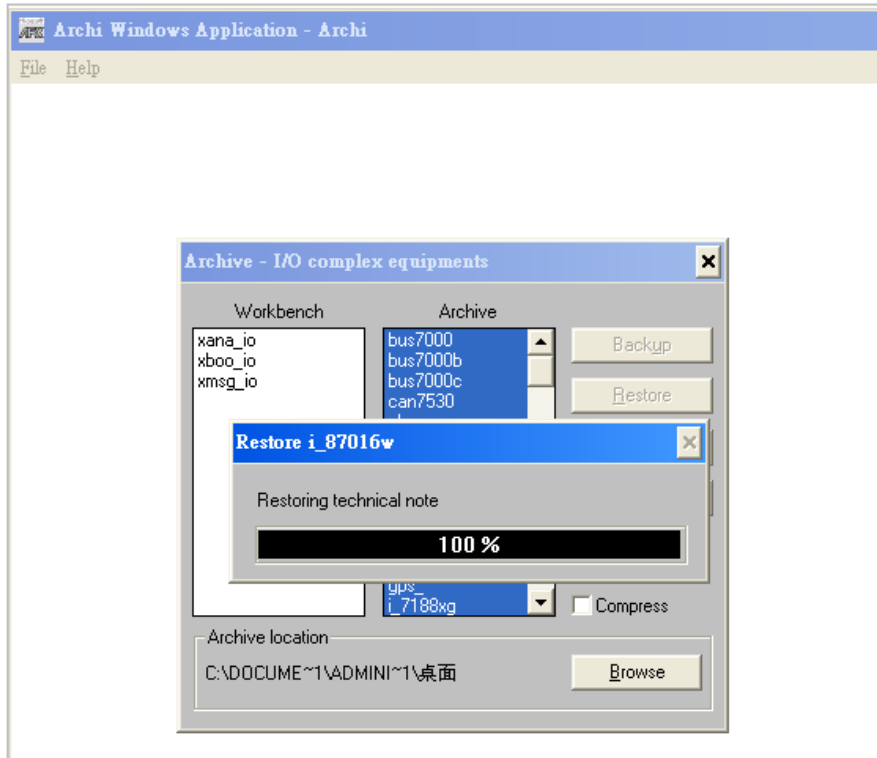 Archi Windows Application - Archi
File Help
Archive - I/O complex equipments
Workbench Archive
xana_io
xboo_io
xmsg_io
bus7000
bus7000b
bus7000c
can7530
Backup
Restore
Restore i_87016w
Restoring technical note
100 %
gps_
i_7188xg
Compress
Archive location
C:\DOCUME~1\ADMINI~1\桌面
Browse